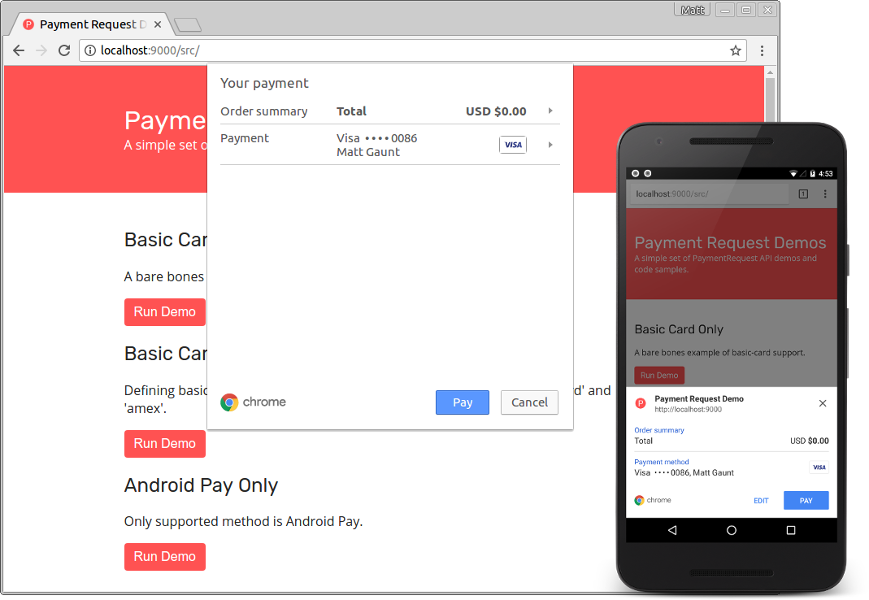 Matt
Payment Request D
localhost:9000/src/
Payme
A simple set o
Your payment
Order summary Total USD $0.00
Payment Visa ••••0086 VISA
Matt Gaunt
Basic Car
A bare bones
Run Demo
Basic Car
Defining basic d' and
'amex'.
Run Demo
chrome Pay Cancel
Android Pay Only
Only supported method is Android Pay.
Run Demo
4:53
localhost:9000/src/ 1
Payment Request Demos
A simple set of PaymentRequest API demos and
code samples.
Basic Card Only
A bare bones example of basic-card support.
Run Demo
P Payment Request Demo
http://localhost:9000
Order summary
Total USD $0.00
Payment method
Visa ••••0086, Matt Gaunt VISA
chrome EDIT PAY